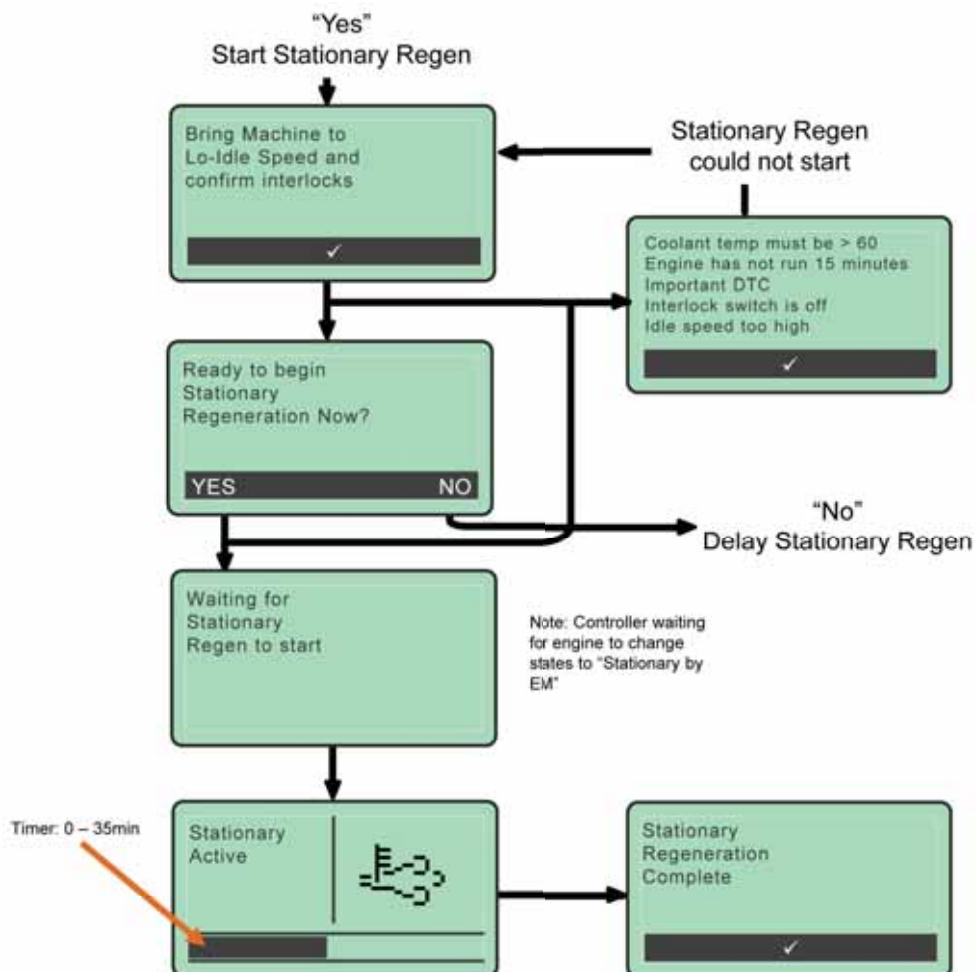 “Yes”
Start Stationary Regen
Bring Machine to
Lo-Idle Speed and
confirm interlocks
✓
Stationary Regen
could not start
Coolant temp must be > 60
Engine has not run 15 minutes
Important DTC
Interlock switch is off
Idle speed too high
✓
Ready to begin
Stationary
Regeneration Now?
YES NO
“No”
Delay Stationary Regen
Waiting for
Stationary
Regen to start
Note: Controller waiting
for engine to change
states to “Stationary by
EM”
Timer: 0 – 35min
Stationary
Active
Stationary
Regeneration
Complete
✓